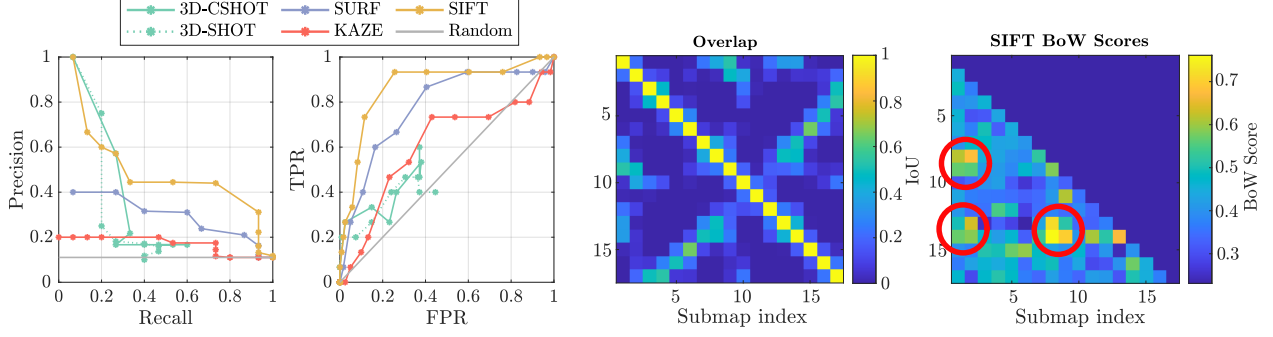 3D-CSHOT SURF SIFT
3D-SHOT KAZE Random
Precision
1
0.8
0.6
0.4
0.2
0
0 0.2 0.4 0.6 0.8 1
Recall
TPR
1
0.8
0.6
0.4
0.2
0
0 0.2 0.4 0.6 0.8 1
FPR
Overlap
5
10
15
5 10 15
Submap index
1
0.8
0.6
0.4
0.2
0
IoU
SIFT BoW Scores
5
10
15
5 10 15
Submap index
0.7
0.6
0.5
0.4
0.3
BoW Score